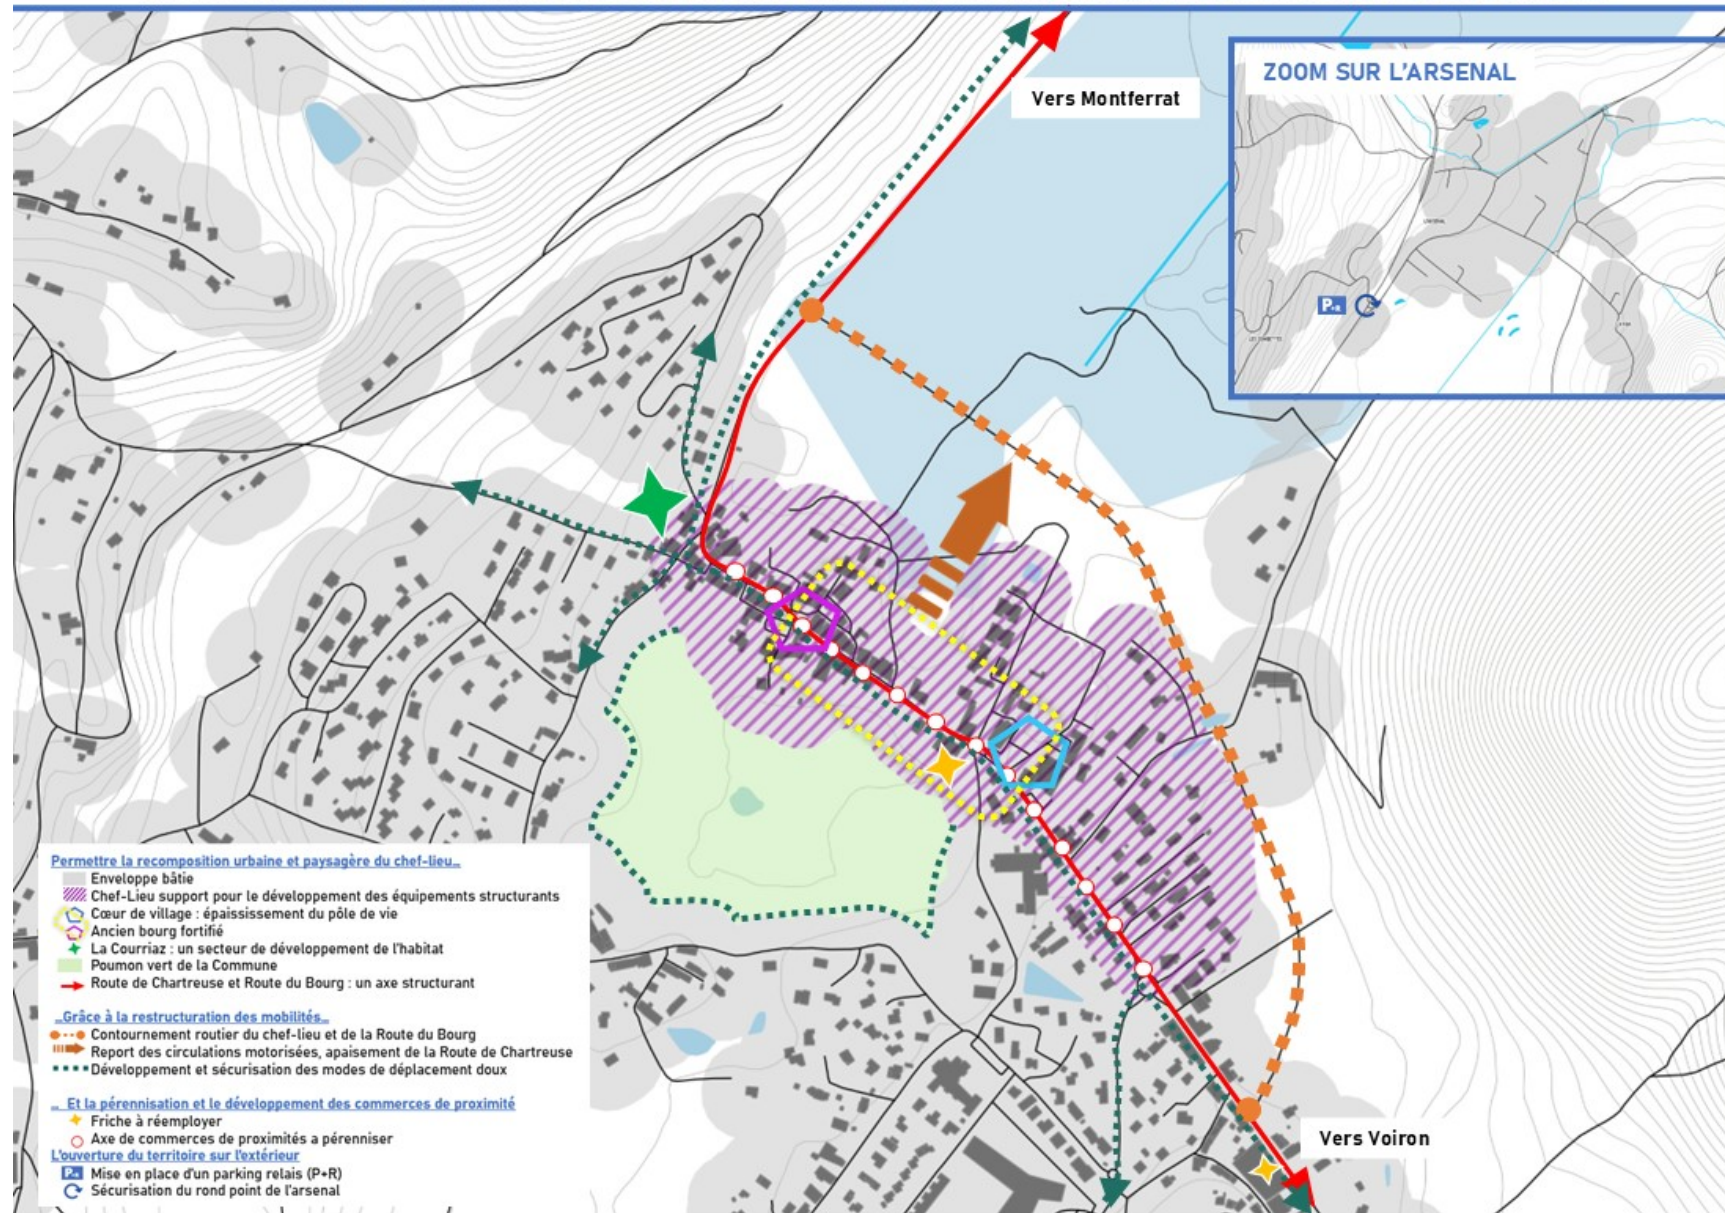 ZOOM SUR L'ARSENAL
Vers Montferrat
P+R
Permettre la recomposition urbaine et paysagère du chef-lieu...
Enveloppe bâtie
Chef-Lieu support pour le développement des équipements structurants
Cœur de village : épaississement du pôle de vie
Ancien bourg fortifié
La Courriaz : un secteur de développement de l'habitat
Poumon vert de la Commune
Route de Chartreuse et Route du Bourg : un axe structurant
...Grâce à la restructuration des mobilités...
Contournement routier du chef-lieu et de la Route du Bourg
Report des circulations motorisées, apaisement de la Route de Chartreuse
Développement et sécurisation des modes de déplacement doux
... Et la pérennisation et le développement des commerces de proximité
Friche à réemployer
Axe de commerces de proximités a pérenniser
L'ouverture du territoire sur l'extérieur
P+R Mise en place d'un parking relais (P+R)
Sécurisation du rond point de l'arsenal
Vers Voiron